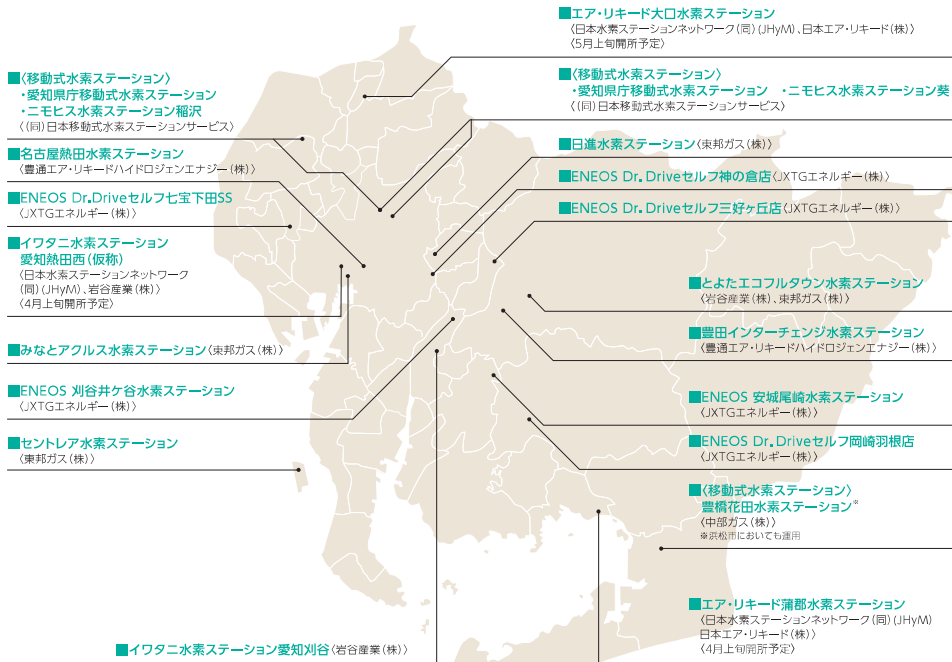 ■エア・リキード大口水素ステーション
〈日本水素ステーションネットワーク(同)(JHyM)、日本エア・リキード(株)〉
〈5月上旬開所予定〉
■〈移動式水素ステーション〉
・愛知県庁移動式水素ステーション
・ニモヒス水素ステーション稲沢
〈(同)日本移動式水素ステーションサービス〉
■〈移動式水素ステーション〉
・愛知県庁移動式水素ステーション ・ニモヒス水素ステーション葵
〈(同)日本移動式水素ステーションサービス〉
■名古屋熱田水素ステーション
〈豊通エア・リキードハイドロジェンエナジー(株)〉
■日進水素ステーション〈東邦ガス(株)〉
■ENEOS Dr.Driveセルフ神の倉店〈JXTGエネルギー(株)〉
■ENEOS Dr.Driveセルフ七宝下田SS
〈JXTGエネルギー(株)〉
■ENEOS Dr.Driveセルフ三好ヶ丘店〈JXTGエネルギー(株)〉
■イワタニ水素ステーション
愛知熱田西(仮称)
〈日本水素ステーションネットワーク
(同)(JHyM)、岩谷産業(株)〉
〈4月上旬開所予定〉
■とよたエコフルタウン水素ステーション
〈岩谷産業(株)、東邦ガス(株)〉
■豊田インターチェンジ水素ステーション
〈豊通エア・リキードハイドロジェンエナジー(株)〉
■みなとアクルス水素ステーション〈東邦ガス(株)〉
■ENEOS 刈谷井ケ谷水素ステーション
〈JXTGエネルギー(株)〉
■ENEOS 安城尾崎水素ステーション
〈JXTGエネルギー(株)〉
■セントレア水素ステーション
〈東邦ガス(株)〉
■ENEOS Dr.Driveセルフ岡崎羽根店
〈JXTGエネルギー(株)〉
■〈移動式水素ステーション〉
豊橋花田水素ステーション※
〈中部ガス(株)〉
※浜松市においても運用
■エア・リキード蒲郡水素ステーション
〈日本水素ステーションネットワーク(同)(JHyM)
日本エア・リキード(株)〉
〈4月上旬開所予定〉
■イワタニ水素ステーション愛知刈谷〈岩谷産業(株)〉